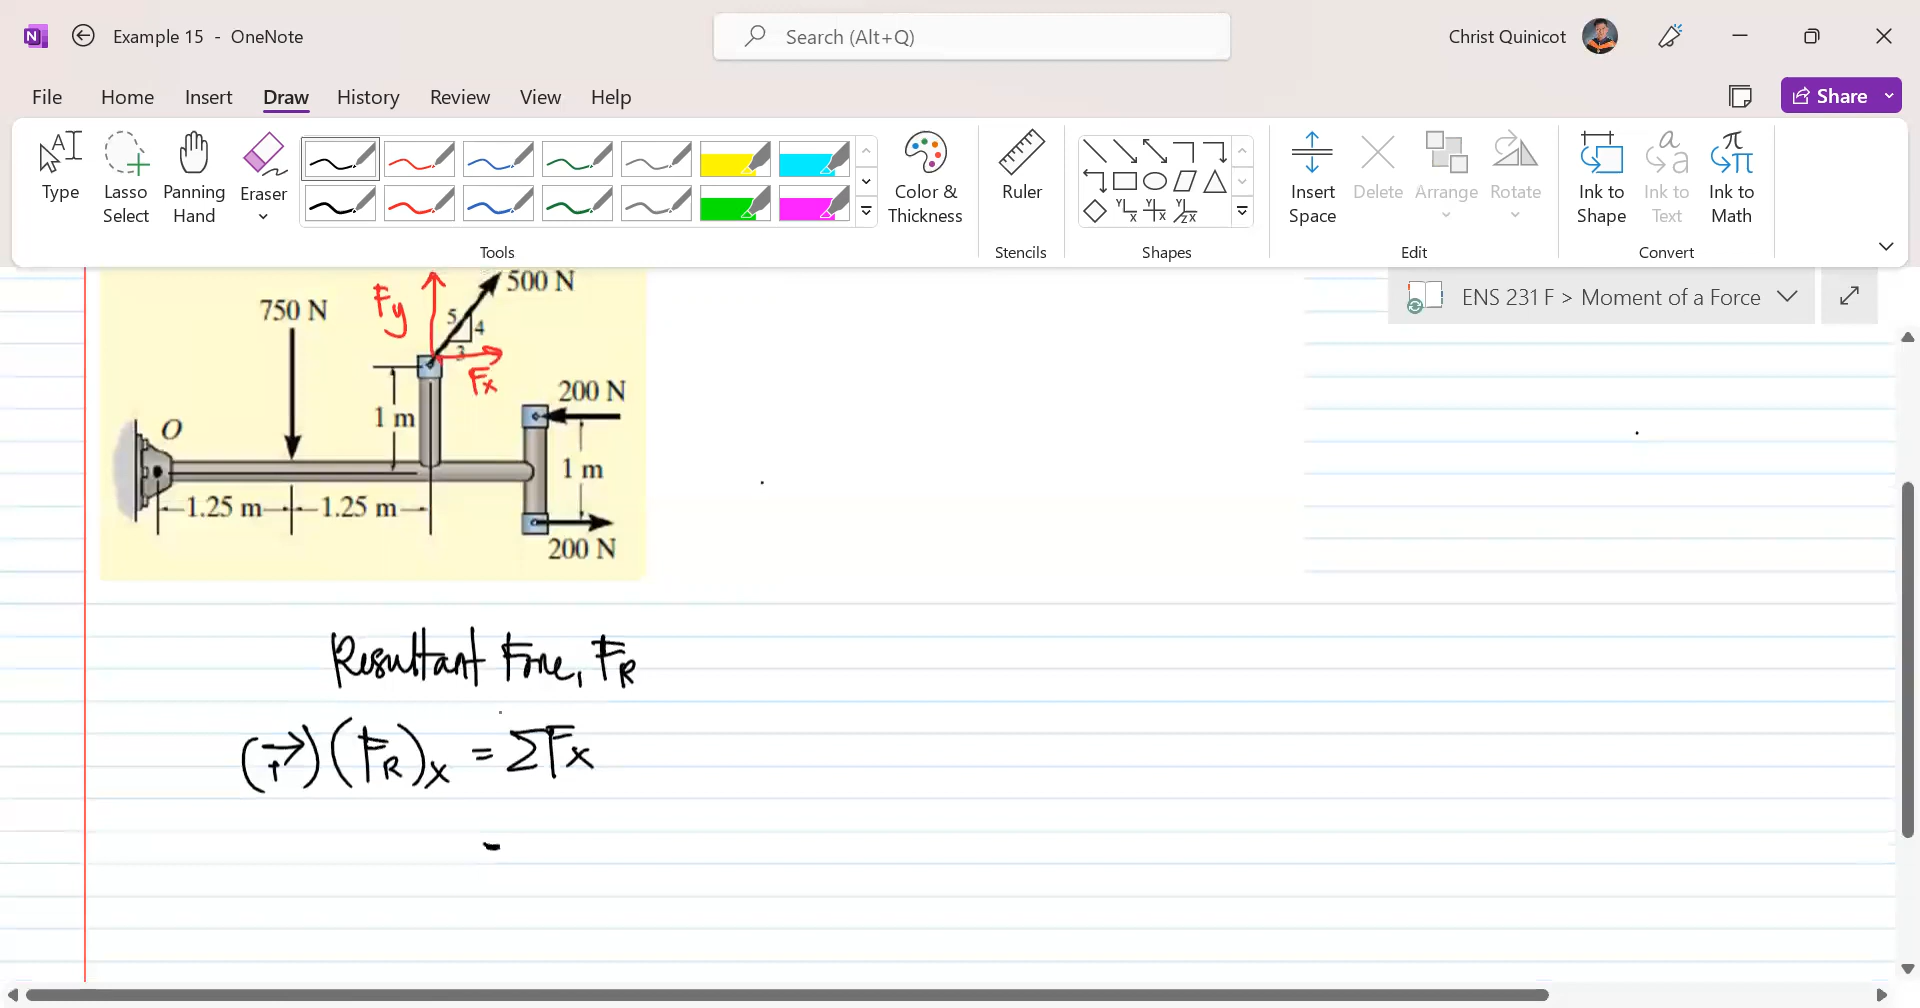 Example 15 - OneNote
Search (Alt+Q)
Christ Quinicot
File Home Insert Draw History Review View Help
Share
Type
Lasso Select
Panning Hand
Eraser
Color & Thickness
Ruler
Insert Space
Delete
Arrange
Rotate
Ink to Shape
Ink to Text
Ink to Math
Tools
Stencils
Shapes
Edit
Convert
ENS 231 F > Moment of a Force
500 N
Fy
750 N
5
4
3
Fx
200 N
1 m
O
1 m
1.25 m
1.25 m
200 N
Resultant Force, FR
(→+) (FR)x = ΣFx